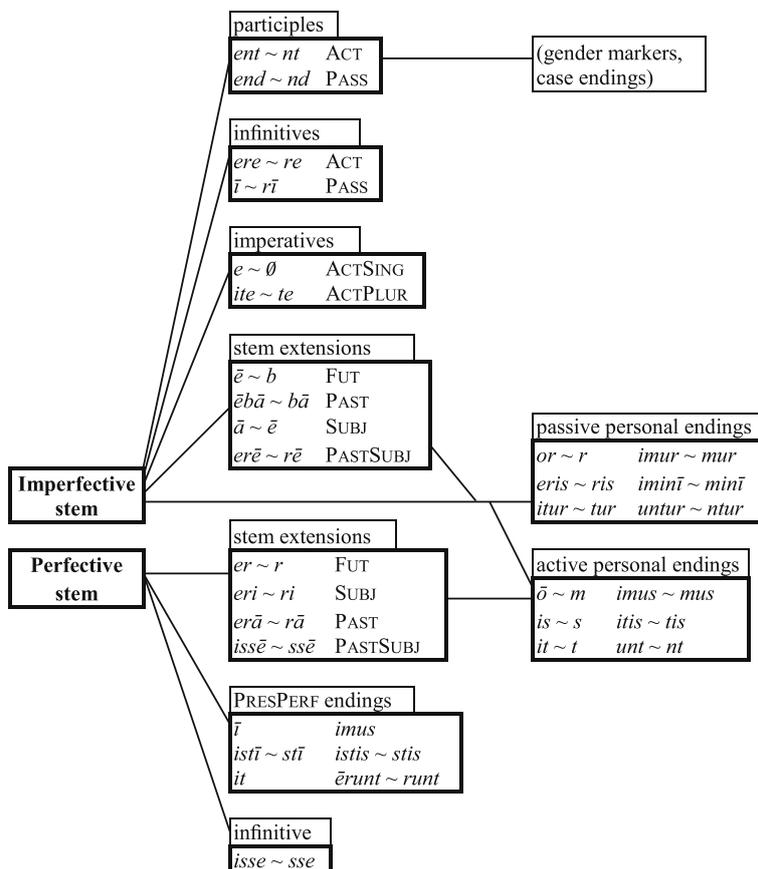 participles
ent ~ nt ACT
end ~ nd PASS
(gender markers,
case endings)
infinitives
ere ~ re ACT
ī ~ rī PASS
imperatives
e ~ ∅ ACTSING
ite ~ te ACTPLUR
stem extensions
ē ~ b FUT
ēbā ~ bā PAST
ā ~ ē SUBJ
erē ~ rē PASTSUBJ
passive personal endings
or ~ r imur ~ mur
eris ~ ris iminī ~ minī
itur ~ tur untur ~ ntur
Imperfective
stem
Perfective
stem
stem extensions
er ~ r FUT
eri ~ ri SUBJ
erā ~ rā PAST
issē ~ ssē PASTSUBJ
active personal endings
ō ~ m imus ~ mus
is ~ s itis ~ tis
it ~ t unt ~ nt
PRESPERF endings
ī imus
istī ~ stī istis ~ stis
it ērunt ~ runt
infinitive
isse ~ sse